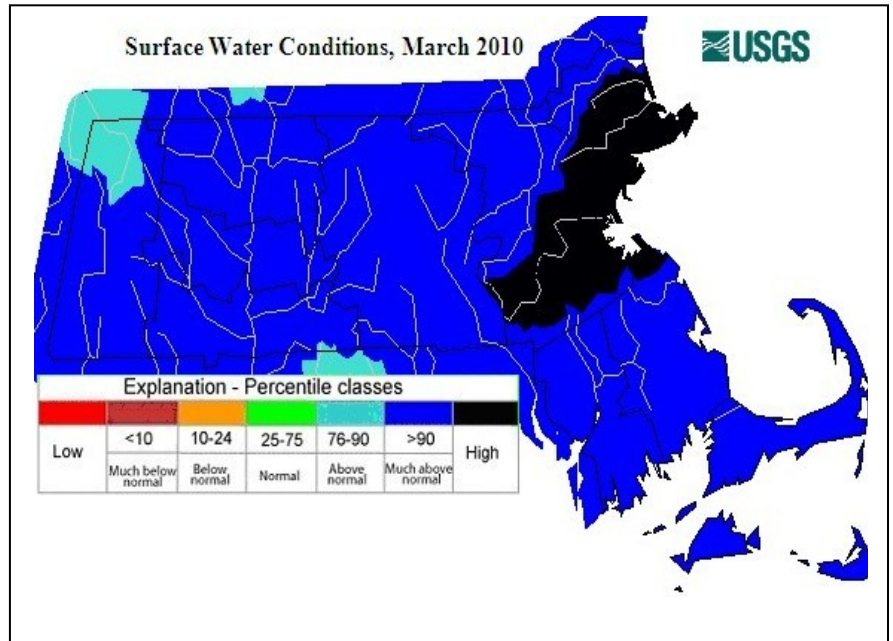 Surface Water Conditions, March 2010
USGS
Explanation - Percentile classes
Low
<10
10-24
25-75
76-90
>90
High
Much below
normal
Below
normal
Normal
Above
normal
Much above
normal